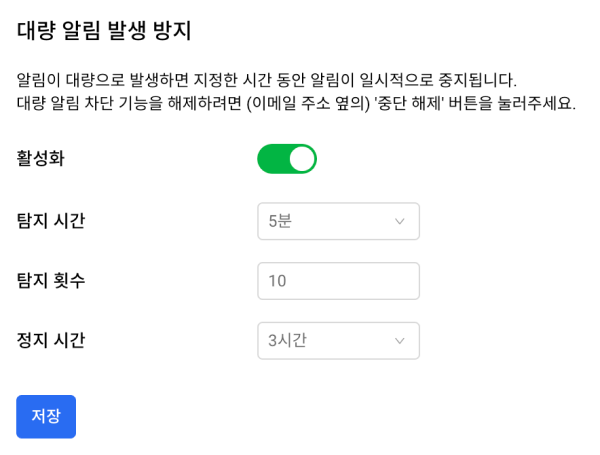 대량 알림 발생 방지
알림이 대량으로 발생하면 지정한 시간 동안 알림이 일시적으로 중지됩니다.
대량 알림 차단 기능을 해제하려면 (이메일 주소 옆의) '중단 해제' 버튼을 눌러주세요.
활성화
탐지 시간 5분
탐지 횟수 10
정지 시간 3시간
저장